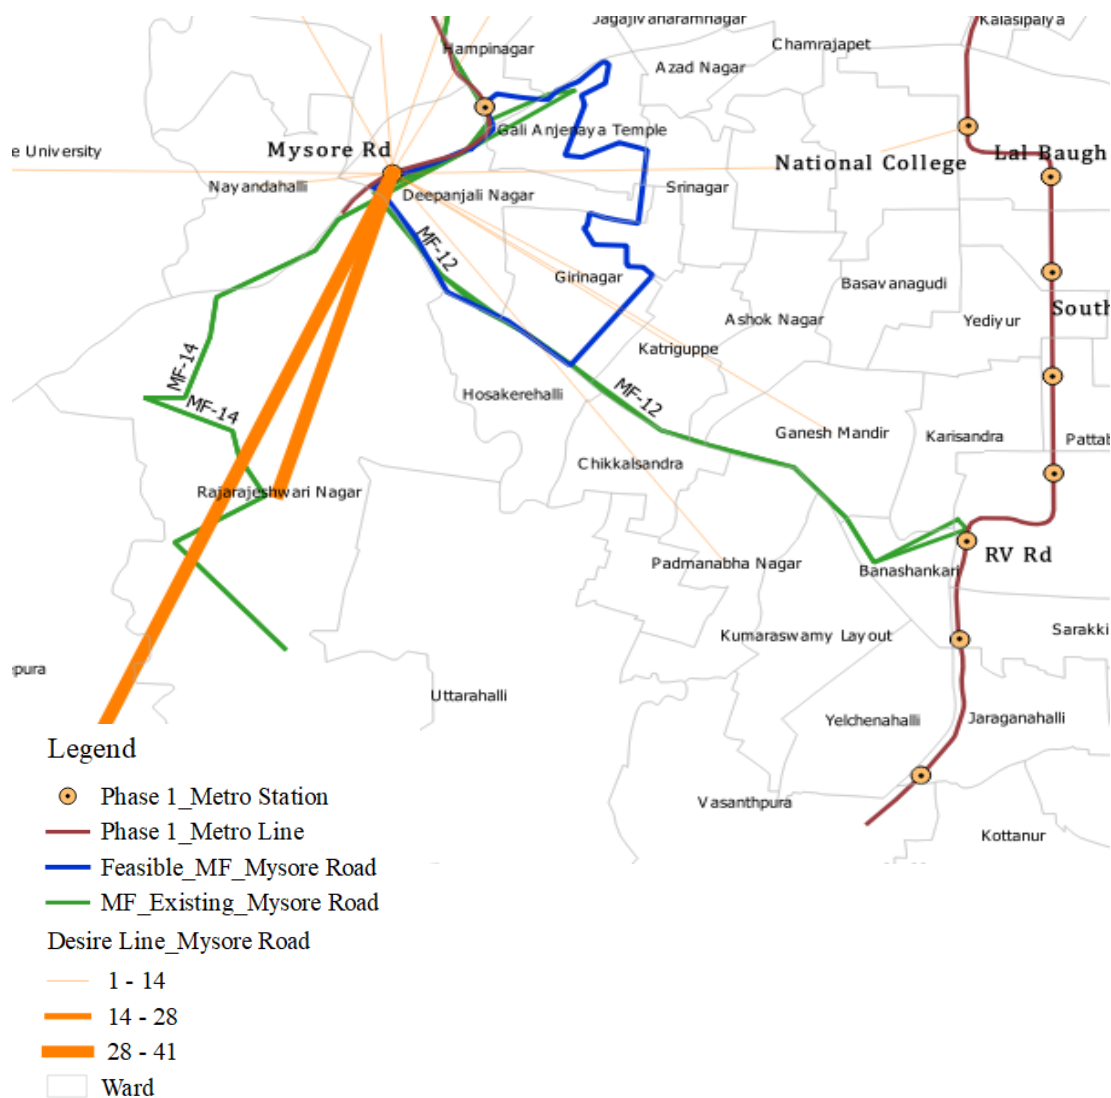 Jagajivanaramnagar
Kalasipalya
Hampinagar
Chamrajapet
Azad Nagar
Gali Anjenaya Temple
e University
Mysore Rd
National College
Lal Baugh
Nayandahalli
Deepanjali Nagar
Srinagar
MF-12
Girinagar
Basavanagudi
South
Ashok Nagar
Yediyur
Katriguppe
MF-14
MF-14
Hosakerehalli
MF-12
Ganesh Mandir
Karisandra
Pattab
Chikkalsandra
Rajarajeshwari Nagar
RV Rd
Padmanabha Nagar
Banashankari
Kumaraswamy Layout
Sarakki
pura
Uttarahalli
Yelchenahalli
Jaraganahalli
Vasanthpura
Kottanur
Legend
Phase 1_Metro Station
Phase 1_Metro Line
Feasible_MF_Mysore Road
MF_Existing_Mysore Road
Desire Line_Mysore Road
1 - 14
14 - 28
28 - 41
Ward